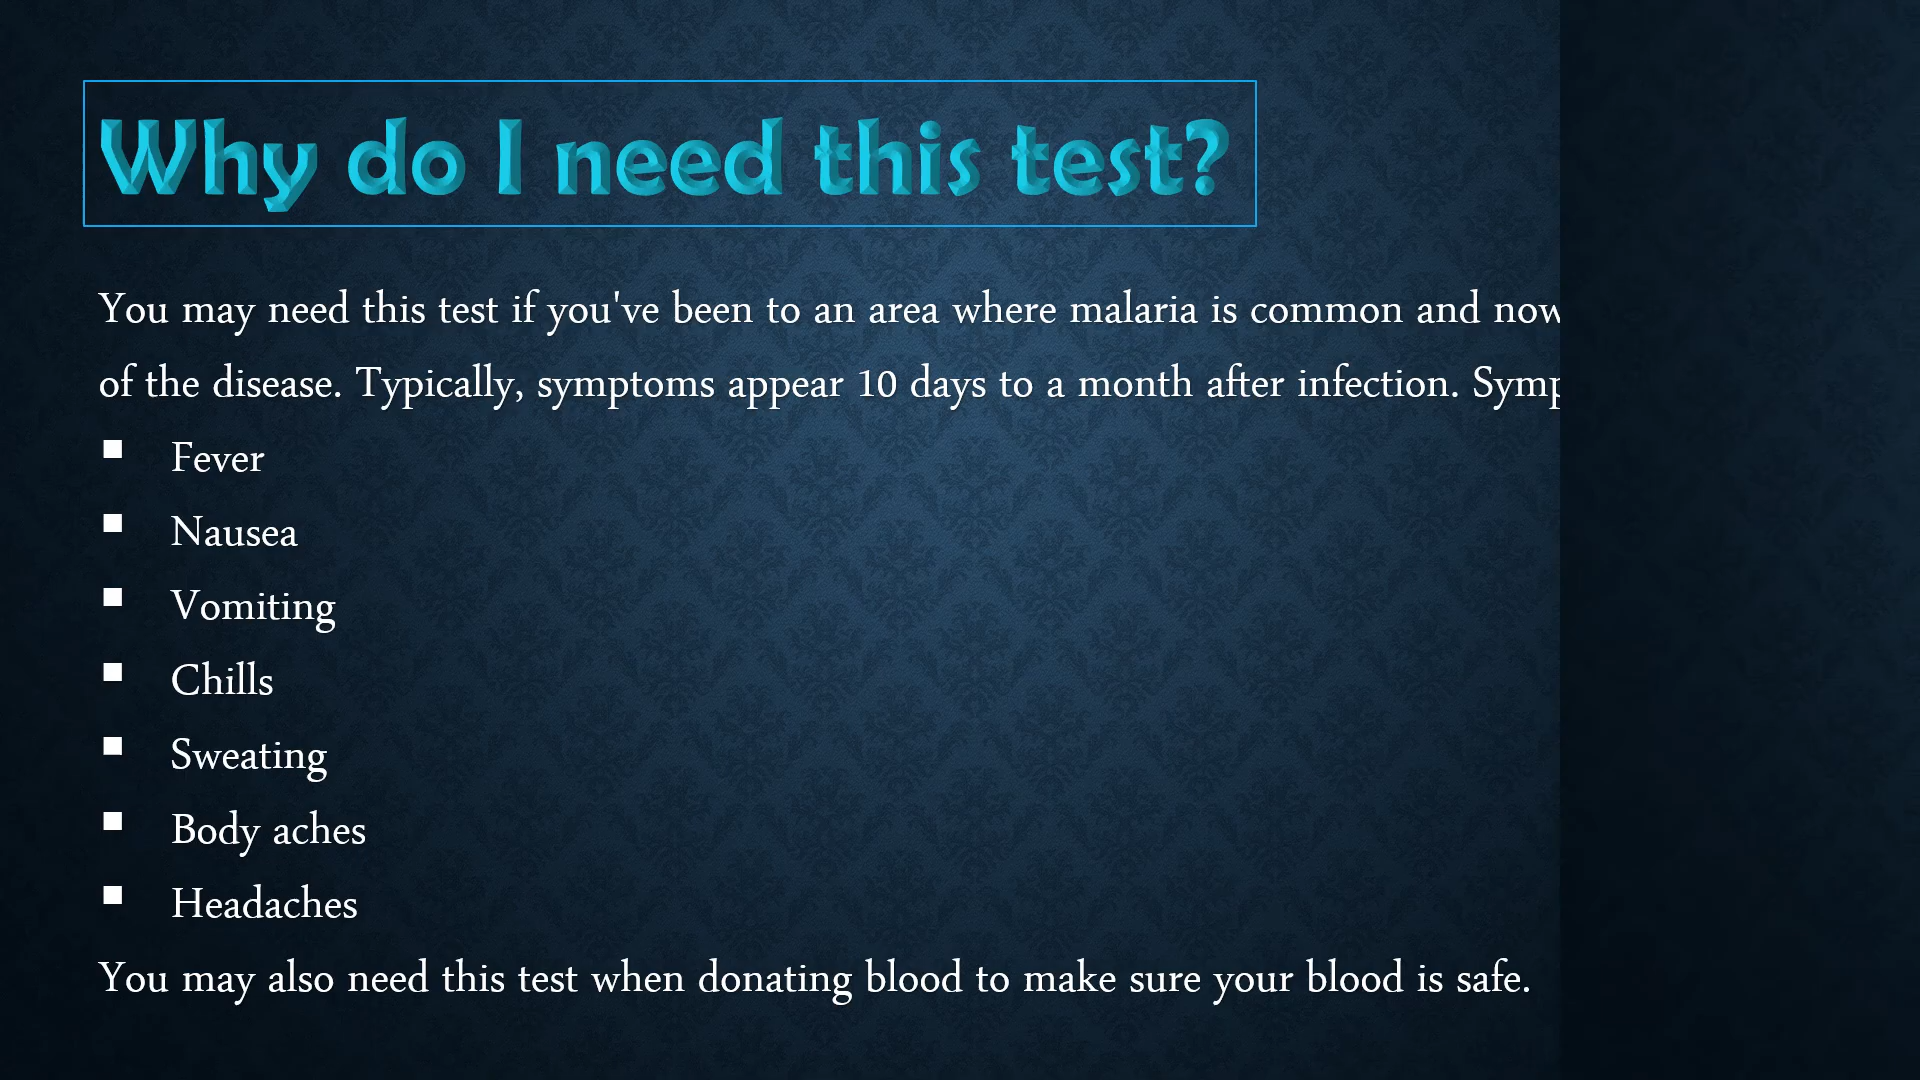 Why do I need this test?
You may need this test if you've been to an area where malaria is common and now
of the disease. Typically, symptoms appear 10 days to a month after infection.
▪ Fever
▪ Nausea
▪ Vomiting
▪ Chills
▪ Sweating
▪ Body aches
▪ Headaches
You may also need this test when donating blood to make sure your blood is safe.